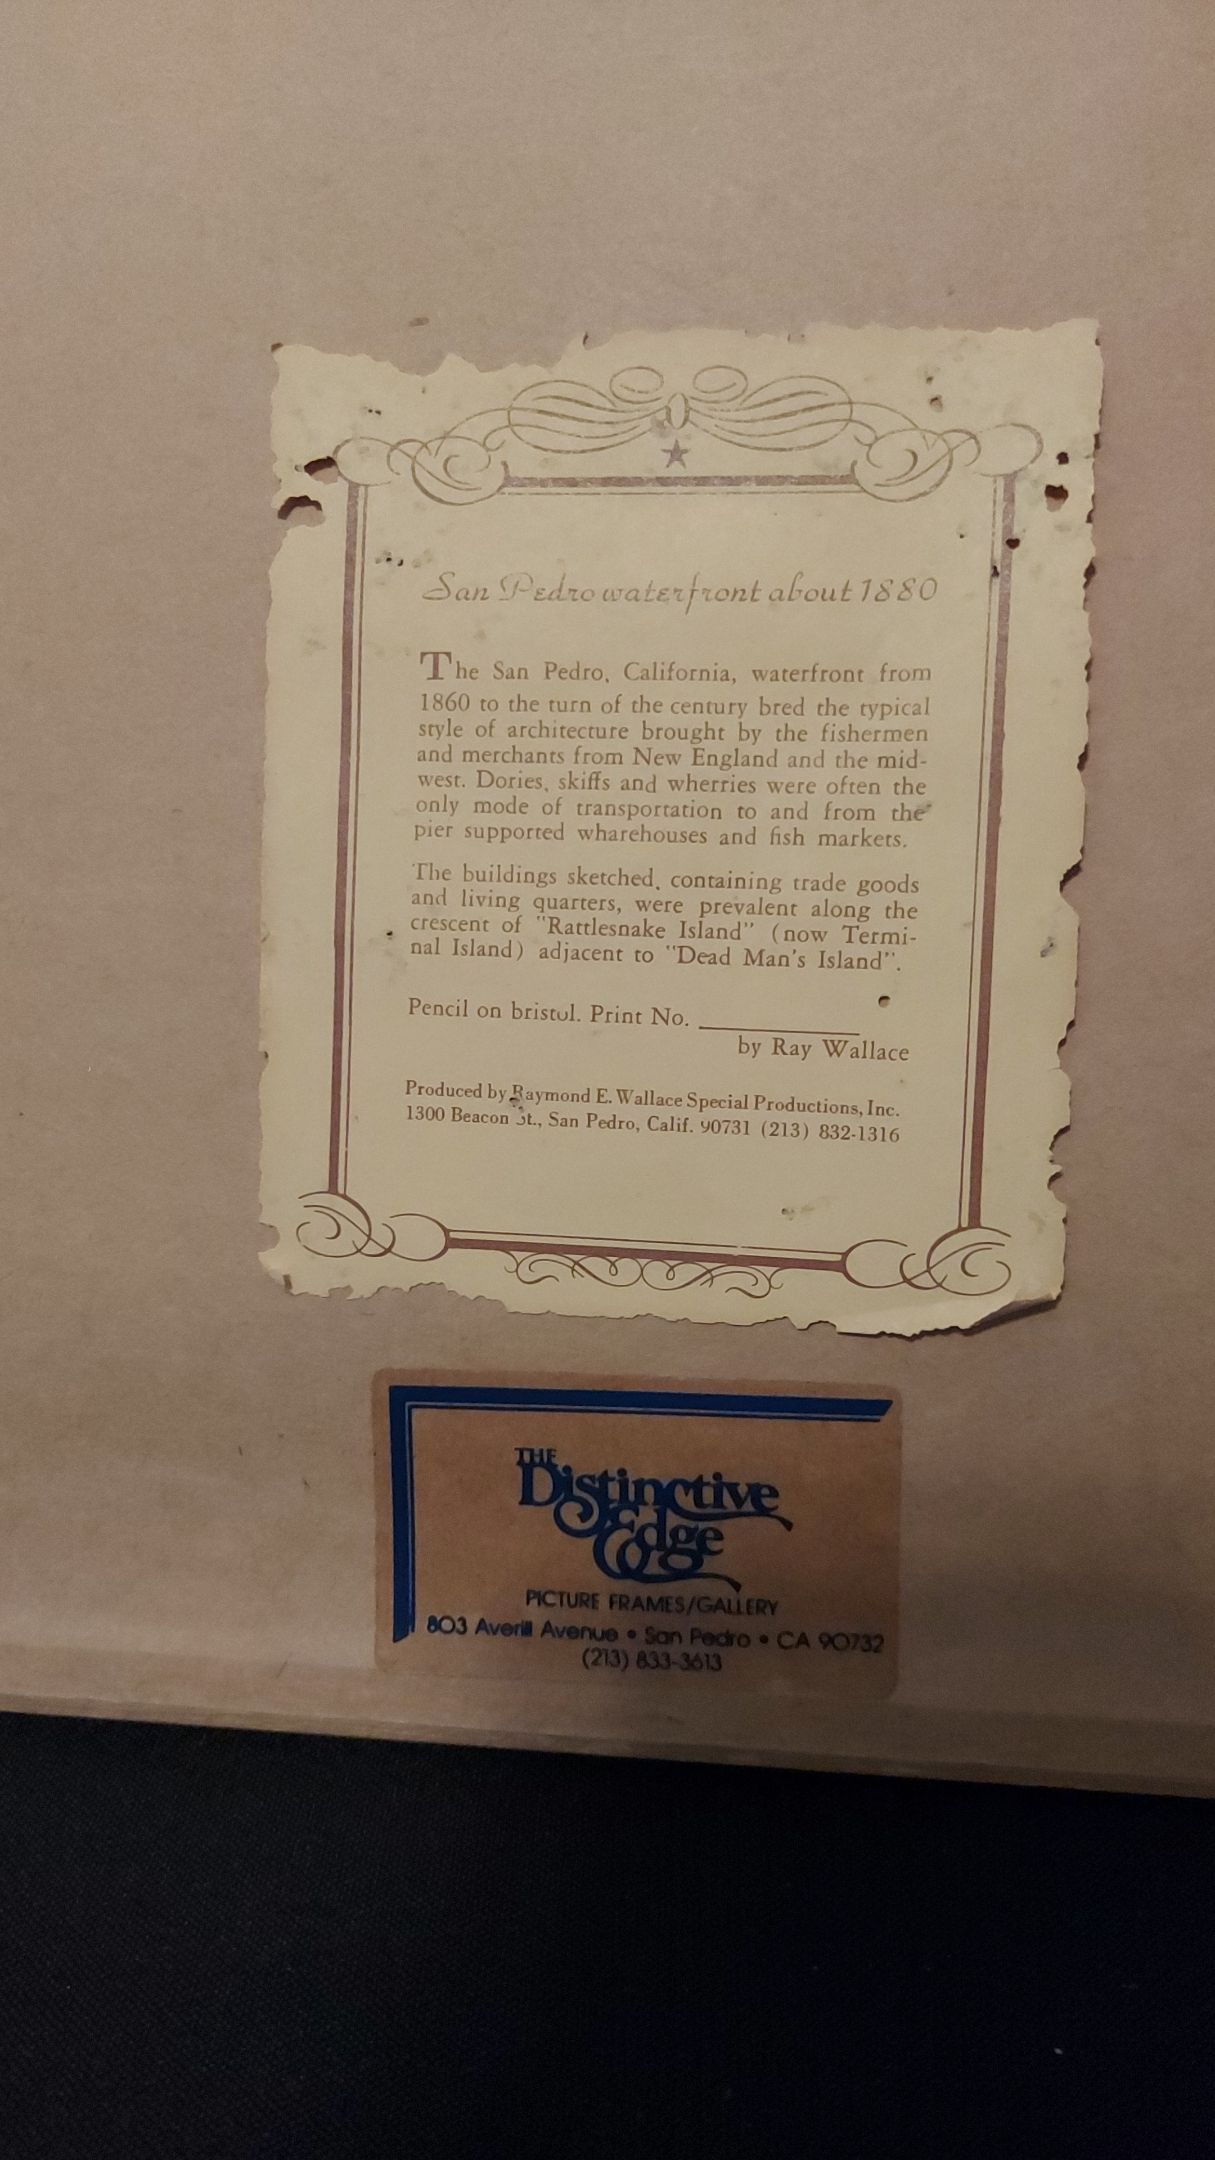 San Pedro waterfront about 1880
The San Pedro, California, waterfront from
1860 to the turn of the century bred the typical
style of architecture brought by the fishermen
and merchants from New England and the mid-
west. Dories, skiffs and wherries were often the
only mode of transportation to and from the
pier supported wharehouses and fish markets.
The buildings sketched, containing trade goods
and living quarters, were prevalent along the
crescent of "Rattlesnake Island" (now Termi-
nal Island) adjacent to "Dead Man's Island".
Pencil on bristol. Print No. ____________
by Ray Wallace
Produced by Raymond E. Wallace Special Productions, Inc.
1300 Beacon St., San Pedro, Calif. 90731 (213) 832-1316
THE
Distinctive
Edge
PICTURE FRAMES/GALLERY
803 Averill Avenue • San Pedro • CA 90732
(213) 833-3613